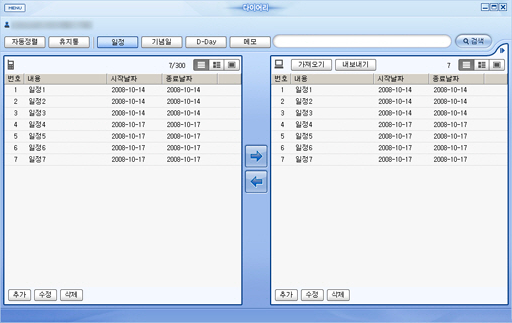 MENU 다이어리
자동정렬 휴지통 일정 기념일 D-Day 메모 검색
7/300
번호 내용 시작날짜 종료날짜
1 일정1 2008-10-14 2008-10-14
2 일정2 2008-10-14 2008-10-14
3 일정3 2008-10-14 2008-10-14
4 일정4 2008-10-17 2008-10-17
5 일정5 2008-10-17 2008-10-17
6 일정6 2008-10-17 2008-10-17
7 일정7 2008-10-17 2008-10-17
추가 수정 삭제
가져오기 내보내기 7
번호 내용 시작날짜 종료날짜
1 일정1 2008-10-14 2008-10-14
2 일정2 2008-10-14 2008-10-14
3 일정3 2008-10-14 2008-10-14
4 일정4 2008-10-17 2008-10-17
5 일정5 2008-10-17 2008-10-17
6 일정6 2008-10-17 2008-10-17
7 일정7 2008-10-17 2008-10-17
추가 수정 삭제